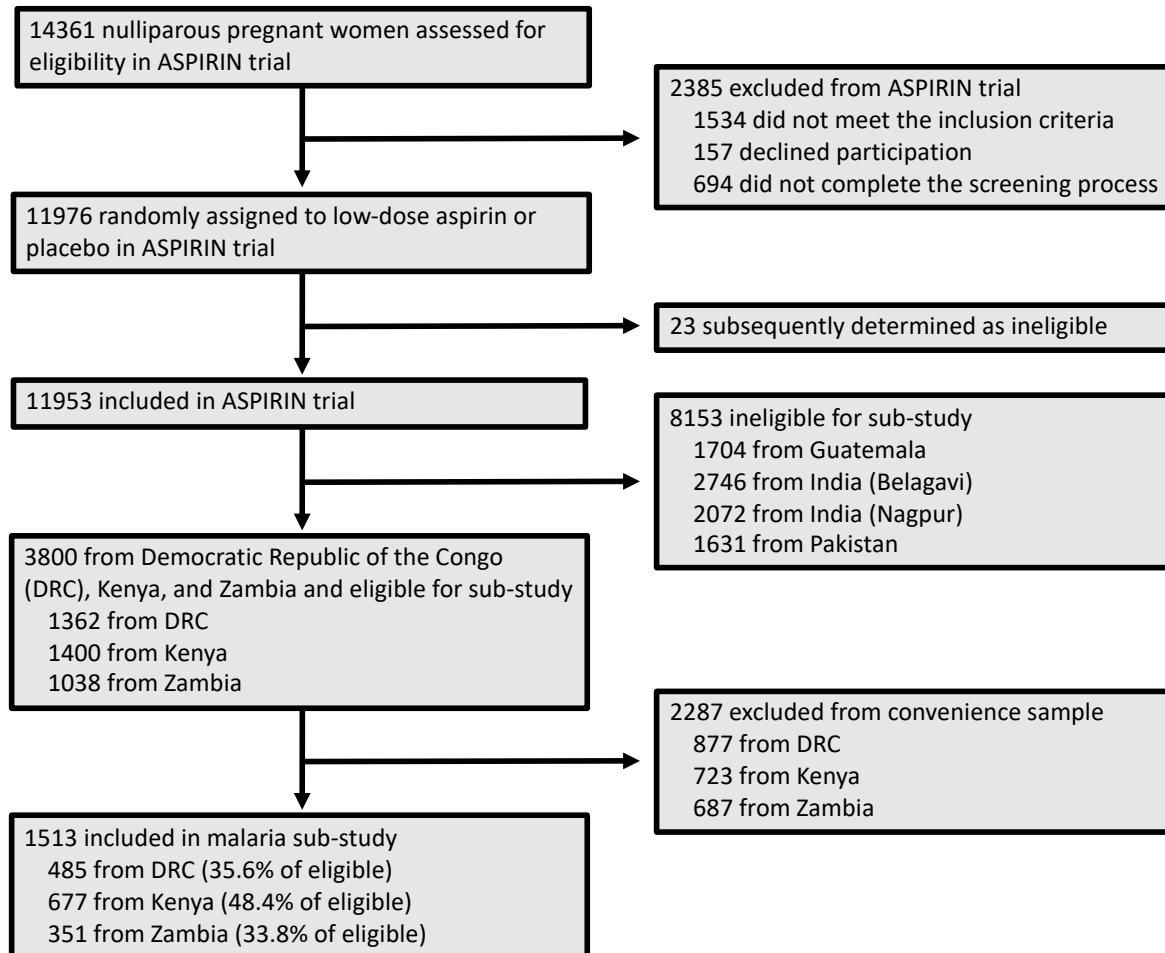 14361 nulliparous pregnant women assessed for
eligibility in ASPIRIN trial
2385 excluded from ASPIRIN trial
1534 did not meet the inclusion criteria
157 declined participation
694 did not complete the screening process
11976 randomly assigned to low-dose aspirin or
placebo in ASPIRIN trial
23 subsequently determined as ineligible
11953 included in ASPIRIN trial
8153 ineligible for sub-study
1704 from Guatemala
2746 from India (Belagavi)
2072 from India (Nagpur)
1631 from Pakistan
3800 from Democratic Republic of the Congo
(DRC), Kenya, and Zambia and eligible for sub-study
1362 from DRC
1400 from Kenya
1038 from Zambia
2287 excluded from convenience sample
877 from DRC
723 from Kenya
687 from Zambia
1513 included in malaria sub-study
485 from DRC (35.6% of eligible)
677 from Kenya (48.4% of eligible)
351 from Zambia (33.8% of eligible)